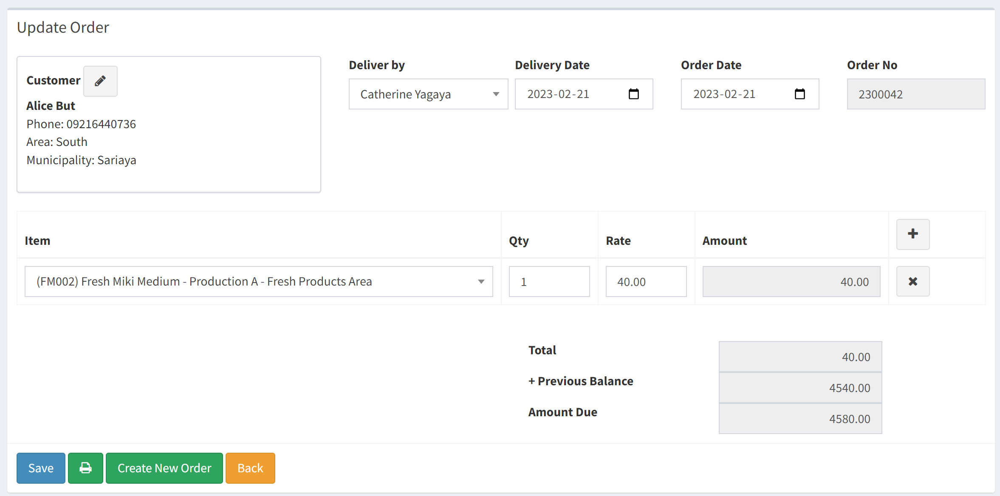 Update Order
Customer
Alice But
Phone: 09216440736
Area: South
Municipality: Sariaya
Deliver by
Catherine Yagaya
Delivery Date
2023-02-21
Order Date
2023-02-21
Order No
2300042
Item Qty Rate Amount
(FM002) Fresh Miki Medium - Production A - Fresh Products Area 1 40.00 40.00
Total 40.00
+ Previous Balance 4540.00
Amount Due 4580.00
Save Create New Order Back